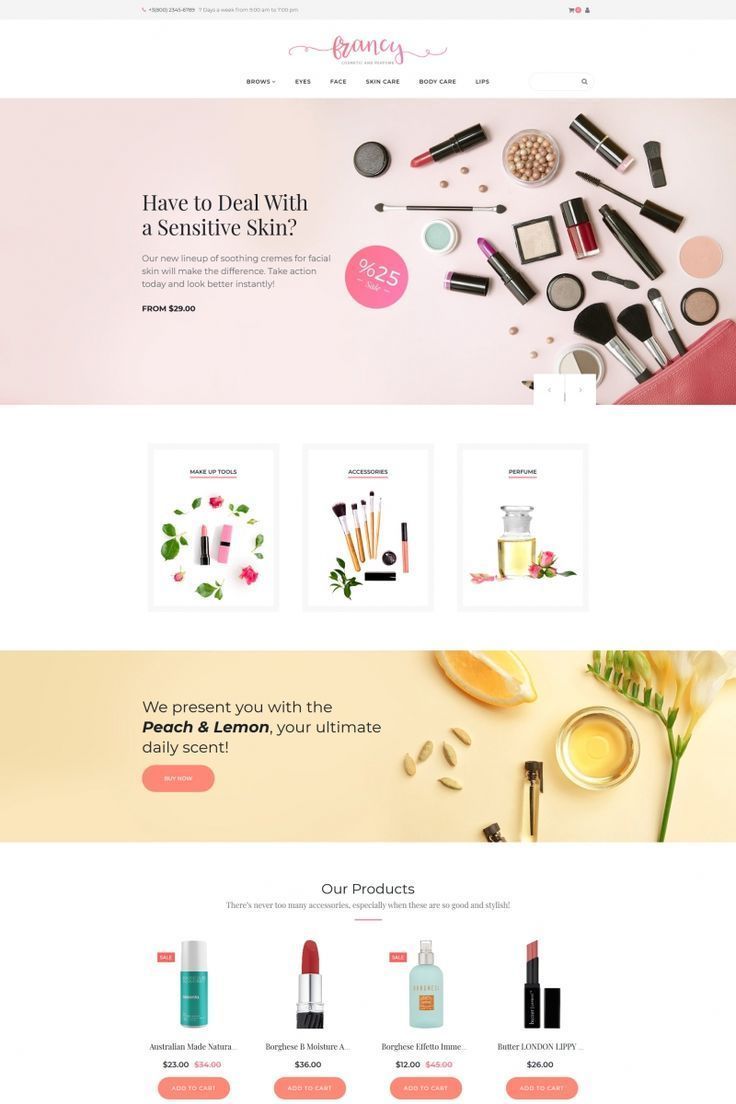 +3(800) 2345-6789 7 Days a week from 9:00 am to 7:00 pm
francy
COSMETIC AND PERFUME
BROWS EYES FACE SKIN CARE BODY CARE LIPS
Have to Deal With
a Sensitive Skin?
Our new lineup of soothing cremes for facial
skin will make the difference. Take action
today and look better instantly!
FROM $29.00
%25
Sale
MAKE UP TOOLS
ACCESSORIES
PERFUME
We present you with the
Peach & Lemon, your ultimate
daily scent!
BUY NOW
Our Products
There's never too many accessories, especially when these are so good and stylish!
SALE
SALE
BORGHESE
Australian Made Natura...
Borghese B Moisture A...
Borghese Effetto Imme...
Butter LONDON LIPPY ...
$23.00 $34.00
$36.00
$12.00 $45.00
$26.00
ADD TO CART
ADD TO CART
ADD TO CART
ADD TO CART